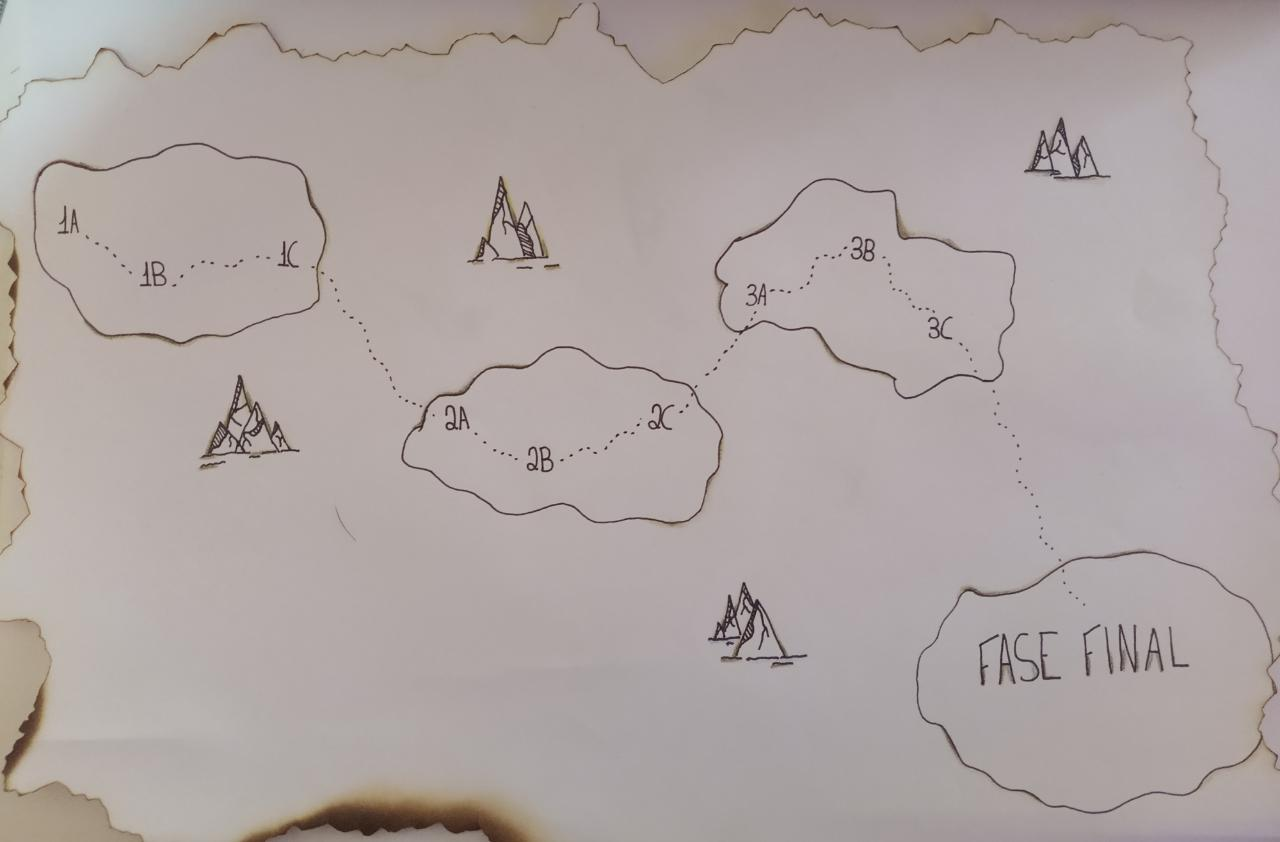 1A
1B
1C
2A
2B
2C
3A
3B
3C
FASE FINAL